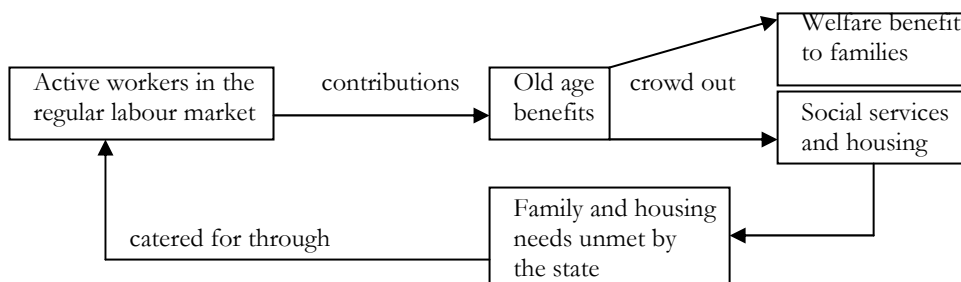 Welfare benefit
to families
Active workers in the
regular labour market
contributions
Old age
benefits
crowd out
Social services
and housing
Family and housing
needs unmet by
the state
catered for through